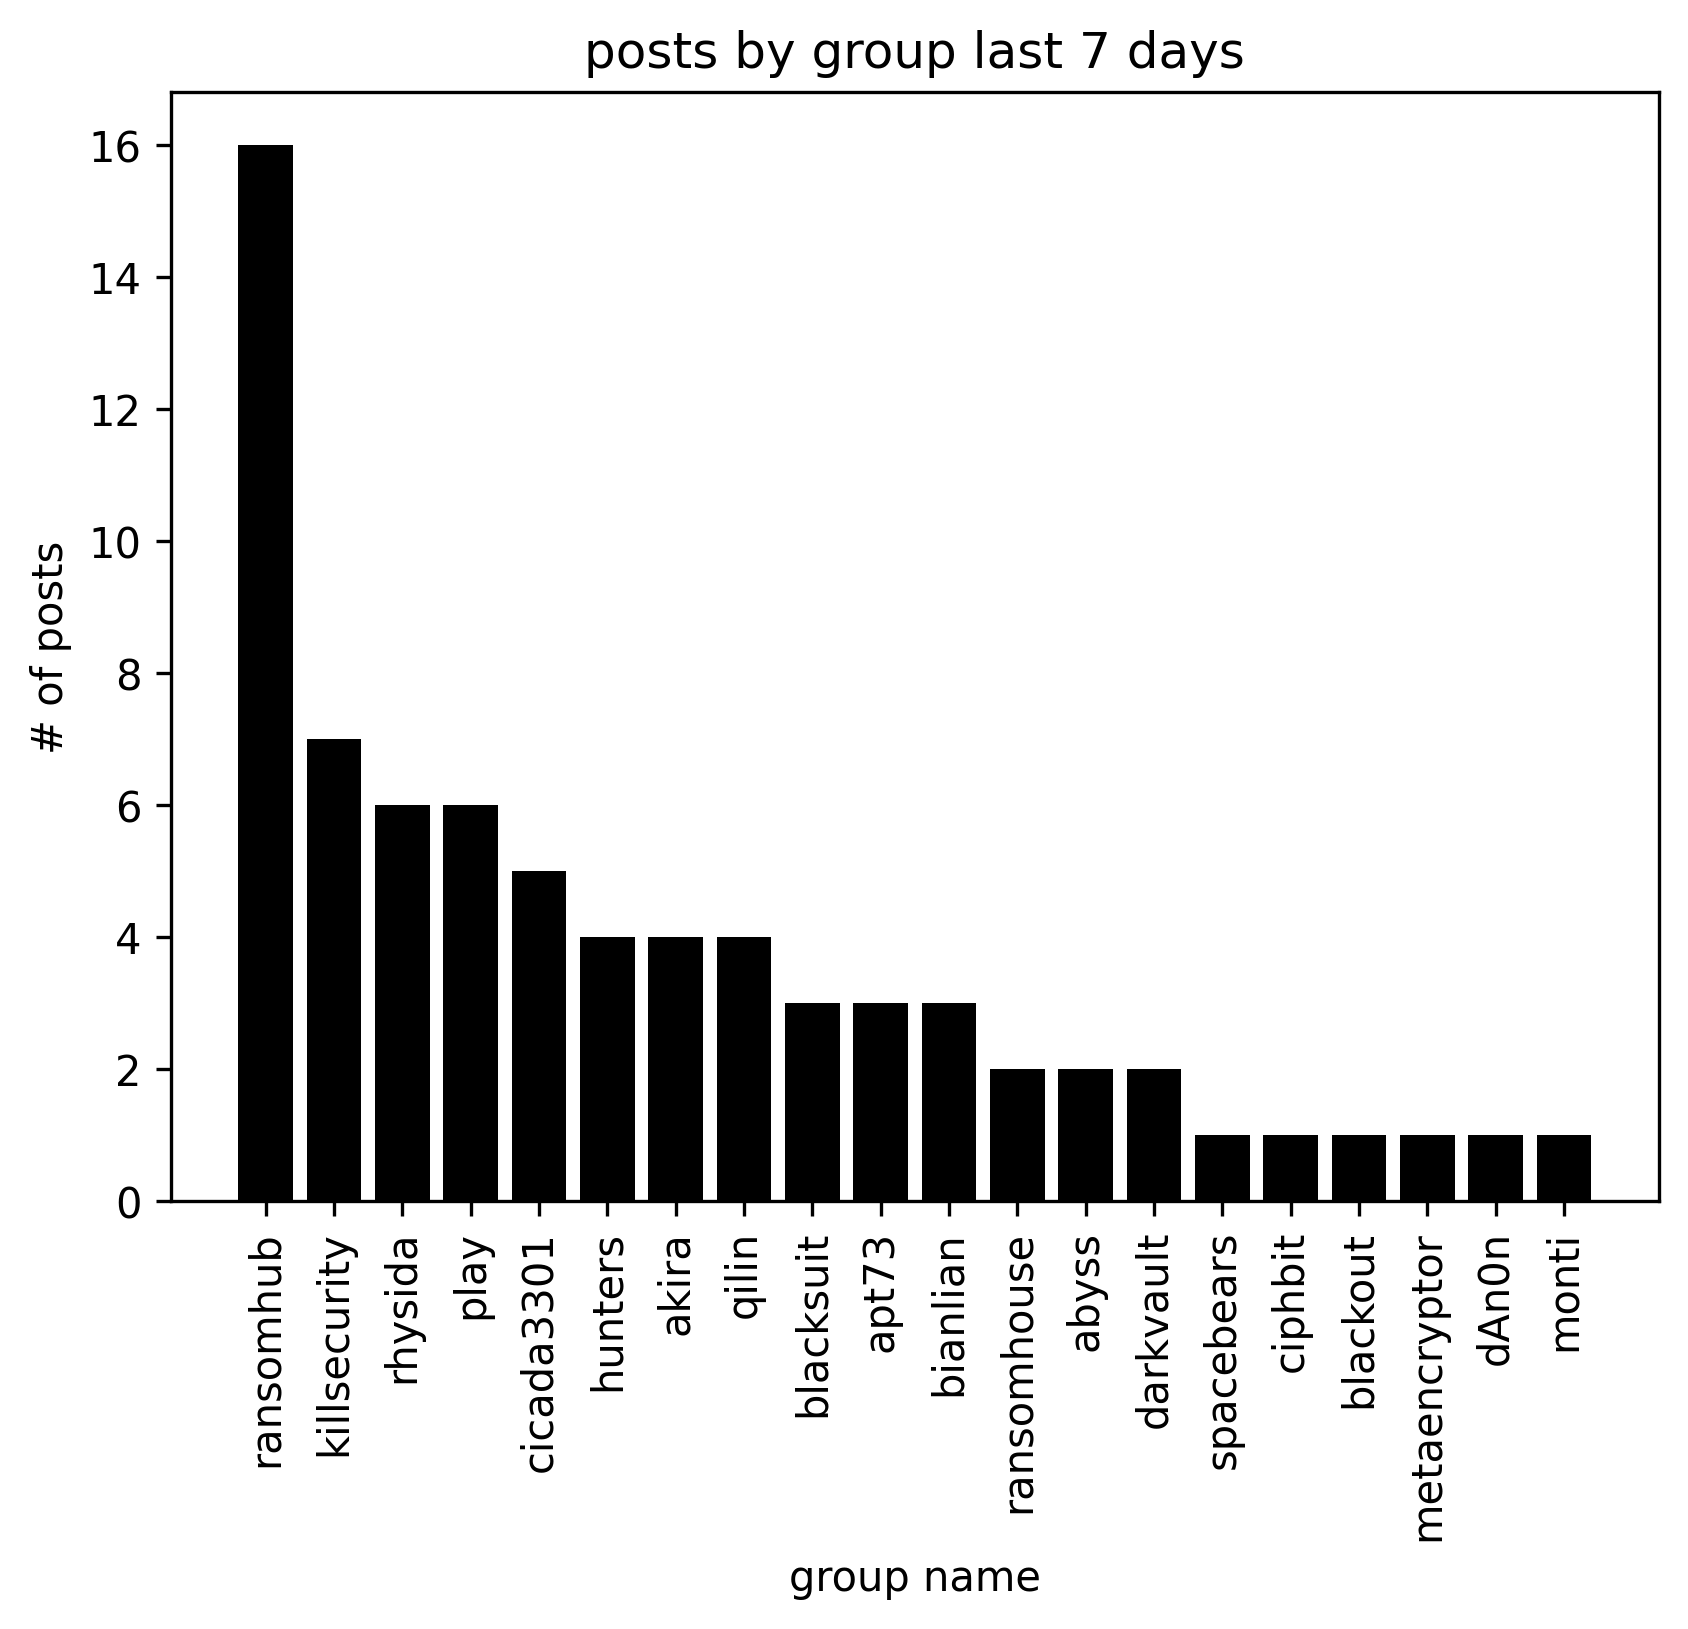 posts by group last 7 days
# of posts
16
14
12
10
8
6
4
2
0
ransomhub
killsecurity
rhysida
play
cicada3301
hunters
akira
qilin
blacksuit
apt73
bianlian
ransomhouse
abyss
darkvault
spacebears
ciphbit
blackout
metaencryptor
dAn0n
monti
group name